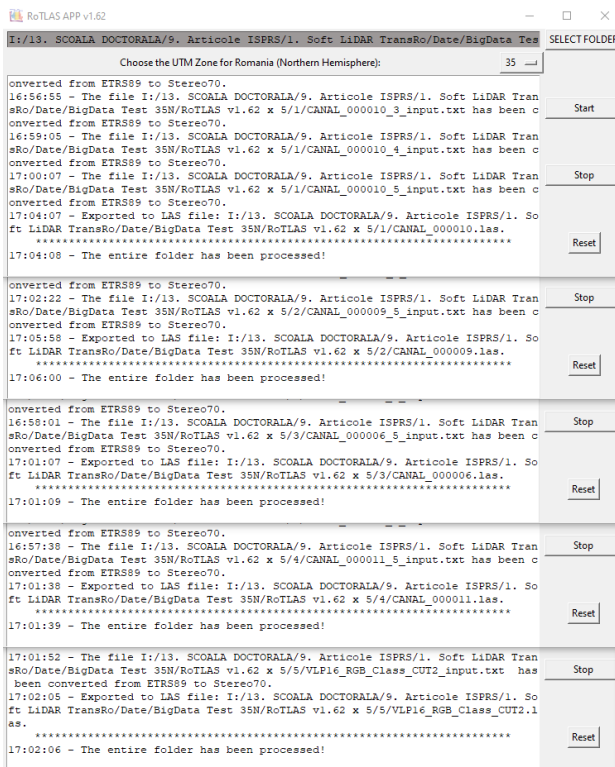 RoTLAS APP v1.62
I:/13. SCOALA DOCTORALA/9. Articole ISPRS/1. Soft LiDAR TransRo/Date/BigData Tes SELECT FOLDER
Choose the UTM Zone for Romania (Northern Hemisphere): 35
onverted from ETRS89 to Stereo70.
16:56:55 - The file I:/13. SCOALA DOCTORALA/9. Articole ISPRS/1. Soft LiDAR Tran
sRo/Date/BigData Test 35N/RoTLAS v1.62 x 5/1/CANAL_000010_3_input.txt has been c
onverted from ETRS89 to Stereo70.
Start
16:59:05 - The file I:/13. SCOALA DOCTORALA/9. Articole ISPRS/1. Soft LiDAR Tran
sRo/Date/BigData Test 35N/RoTLAS v1.62 x 5/1/CANAL_000010_4_input.txt has been c
onverted from ETRS89 to Stereo70.
17:00:07 - The file I:/13. SCOALA DOCTORALA/9. Articole ISPRS/1. Soft LiDAR Tran
Stop
sRo/Date/BigData Test 35N/RoTLAS v1.62 x 5/1/CANAL_000010_5_input.txt has been c
onverted from ETRS89 to Stereo70.
17:04:07 - Exported to LAS file: I:/13. SCOALA DOCTORALA/9. Articole ISPRS/1. So
ft LiDAR TransRo/Date/BigData Test 35N/RoTLAS v1.62 x 5/1/CANAL_000010.las.
******************************************************************
Reset
17:04:08 - The entire folder has been processed!
onverted from ETRS89 to Stereo70.
17:02:22 - The file I:/13. SCOALA DOCTORALA/9. Articole ISPRS/1. Soft LiDAR Tran
Stop
sRo/Date/BigData Test 35N/RoTLAS v1.62 x 5/2/CANAL_000009_5_input.txt has been c
onverted from ETRS89 to Stereo70.
17:05:58 - Exported to LAS file: I:/13. SCOALA DOCTORALA/9. Articole ISPRS/1. So
ft LiDAR TransRo/Date/BigData Test 35N/RoTLAS v1.62 x 5/2/CANAL_000009.las.
******************************************************************
Reset
17:06:00 - The entire folder has been processed!
onverted from ETRS89 to Stereo70.
16:58:01 - The file I:/13. SCOALA DOCTORALA/9. Articole ISPRS/1. Soft LiDAR Tran
Stop
sRo/Date/BigData Test 35N/RoTLAS v1.62 x 5/3/CANAL_000006_5_input.txt has been c
onverted from ETRS89 to Stereo70.
17:01:07 - Exported to LAS file: I:/13. SCOALA DOCTORALA/9. Articole ISPRS/1. So
ft LiDAR TransRo/Date/BigData Test 35N/RoTLAS v1.62 x 5/3/CANAL_000006.las.
******************************************************************
Reset
17:01:09 - The entire folder has been processed!
onverted from ETRS89 to Stereo70.
16:57:38 - The file I:/13. SCOALA DOCTORALA/9. Articole ISPRS/1. Soft LiDAR Tran
Stop
sRo/Date/BigData Test 35N/RoTLAS v1.62 x 5/4/CANAL_000011_5_input.txt has been c
onverted from ETRS89 to Stereo70.
17:01:38 - Exported to LAS file: I:/13. SCOALA DOCTORALA/9. Articole ISPRS/1. So
ft LiDAR TransRo/Date/BigData Test 35N/RoTLAS v1.62 x 5/4/CANAL_000011.las.
******************************************************************
Reset
17:01:39 - The entire folder has been processed!
17:01:52 - The file I:/13. SCOALA DOCTORALA/9. Articole ISPRS/1. Soft LiDAR Tran
sRo/Date/BigData Test 35N/RoTLAS v1.62 x 5/5/VLP16_RGB_Class_CUT2_input.txt has
Stop
been converted from ETRS89 to Stereo70.
17:02:05 - Exported to LAS file: I:/13. SCOALA DOCTORALA/9. Articole ISPRS/1. So
ft LiDAR TransRo/Date/BigData Test 35N/RoTLAS v1.62 x 5/5/VLP16_RGB_Class_CUT2.l
as.
******************************************************************
Reset
17:02:06 - The entire folder has been processed!